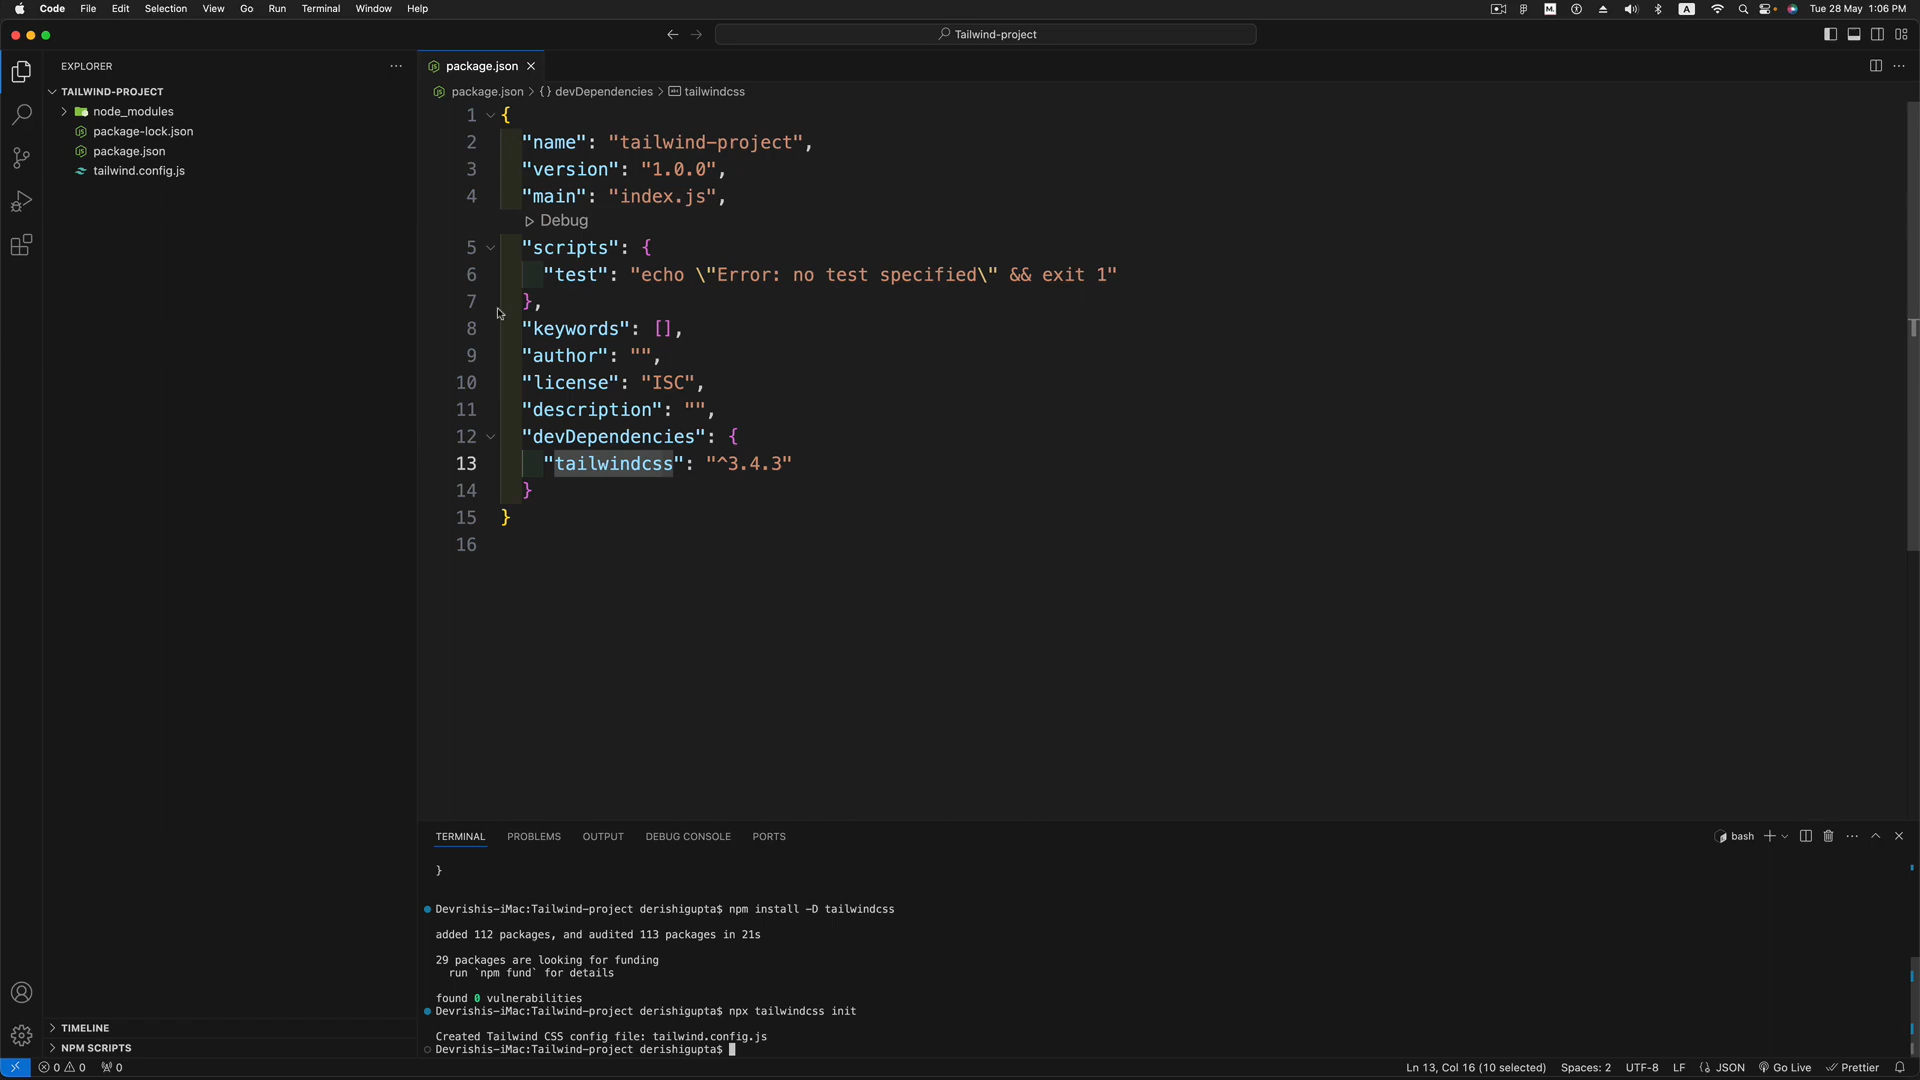 Code File Edit Selection View Go Run Terminal Window Help
A Tue 28 May 1:06 PM
Tailwind-project
EXPLORER
TAILWIND-PROJECT
node_modules
package-lock.json
package.json
tailwind.config.js
package.json
package.json > {} devDependencies > tailwindcss
1 {
2 "name": "tailwind-project",
3 "version": "1.0.0",
4 "main": "index.js",
Debug
5 "scripts": {
6 "test": "echo \"Error: no test specified\" && exit 1"
7 },
8 "keywords": [],
9 "author": "",
10 "license": "ISC",
11 "description": "",
12 "devDependencies": {
13 "tailwindcss": "^3.4.3"
14 }
15 }
16
TERMINAL PROBLEMS OUTPUT DEBUG CONSOLE PORTS
bash
}
Devrishis-iMac:Tailwind-project derishigupta$ npm install -D tailwindcss
added 112 packages, and audited 113 packages in 21s
29 packages are looking for funding
run `npm fund` for details
found 0 vulnerabilities
Devrishis-iMac:Tailwind-project derishigupta$ npx tailwindcss init
Created Tailwind CSS config file: tailwind.config.js
Devrishis-iMac:Tailwind-project derishigupta$
TIMELINE
NPM SCRIPTS
0 0 0
Ln 13, Col 16 (10 selected) Spaces: 2 UTF-8 LF {} JSON Go Live Prettier